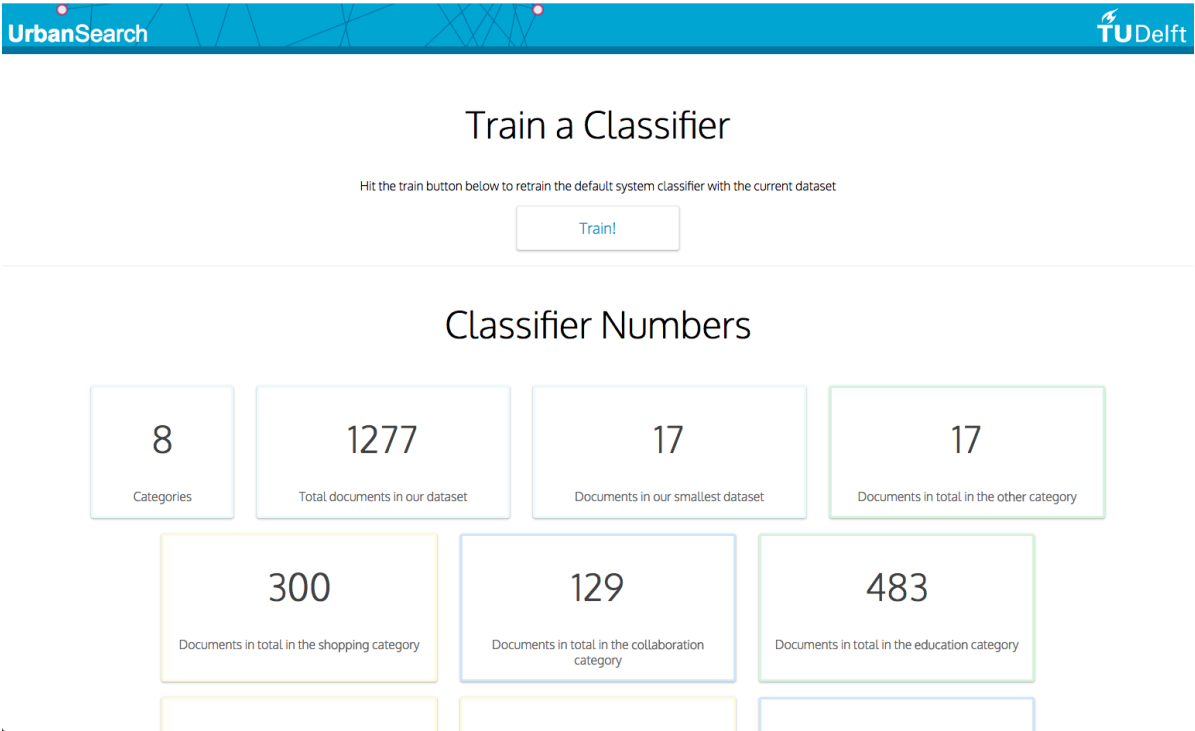 UrbanSearch
TUDelft
Train a Classifier
Hit the train button below to retrain the default system classifier with the current dataset
Train!
Classifier Numbers
8
Categories
1277
Total documents in our dataset
17
Documents in our smallest dataset
17
Documents in total in the other category
300
Documents in total in the shopping category
129
Documents in total in the collaboration
category
483
Documents in total in the education category